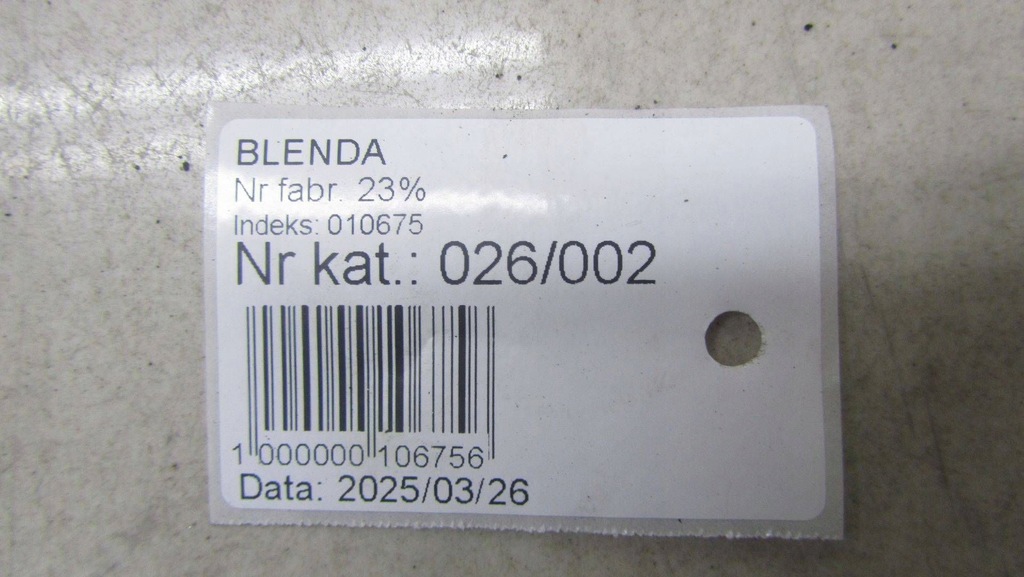 BLENDA
Nr fabr. 23%
Indeks: 010675
Nr kat.: 026/002
1 000000 106756
Data: 2025/03/26